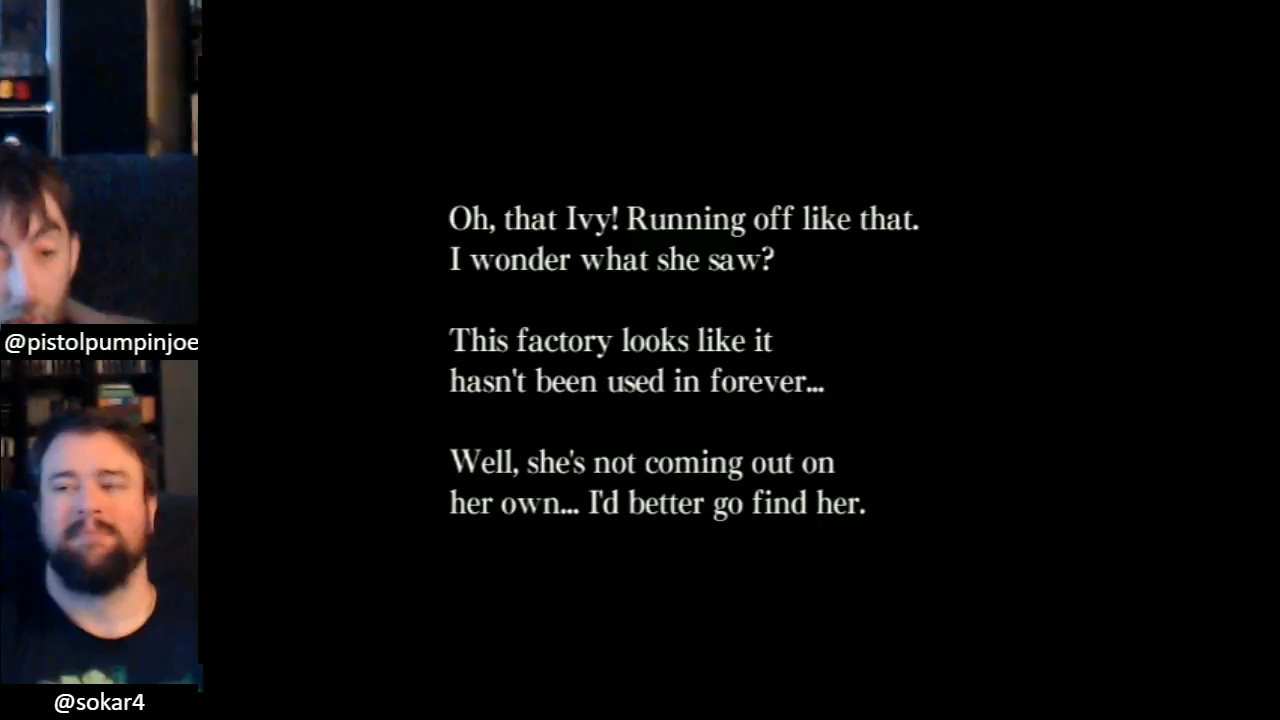 Oh, that Ivy! Running off like that.
I wonder what she saw?
This factory looks like it
hasn't been used in forever...
Well, she's not coming out on
her own... I'd better go find her.
@pistolpumpinjoe
@sokar4